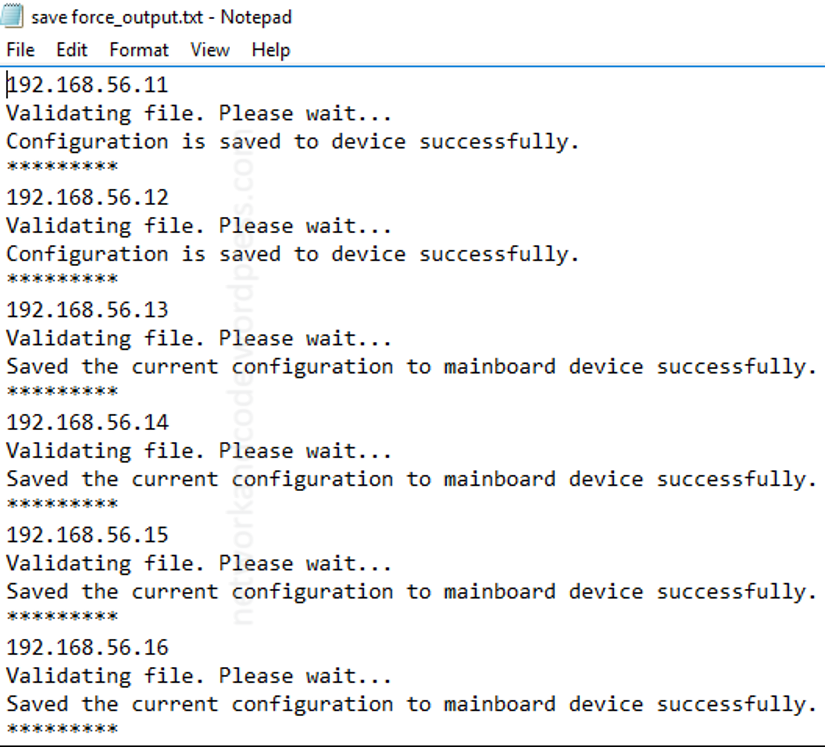 save force_output.txt - Notepad
File Edit Format View Help
192.168.56.11
Validating file. Please wait...
Configuration is saved to device successfully.
*********
192.168.56.12
Validating file. Please wait...
Configuration is saved to device successfully.
*********
192.168.56.13
Validating file. Please wait...
Saved the current configuration to mainboard device successfully.
*********
192.168.56.14
Validating file. Please wait...
Saved the current configuration to mainboard device successfully.
*********
192.168.56.15
Validating file. Please wait...
Saved the current configuration to mainboard device successfully.
*********
192.168.56.16
Validating file. Please wait...
Saved the current configuration to mainboard device successfully.
*********